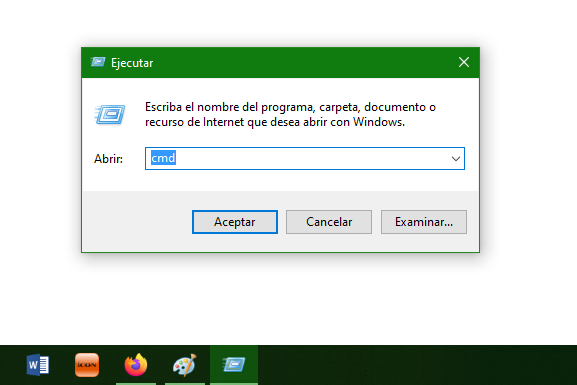 Ejecutar
Escriba el nombre del programa, carpeta, documento o
recurso de Internet que desea abrir con Windows.
Abrir: cmd
Aceptar Cancelar Examinar...
W iCON